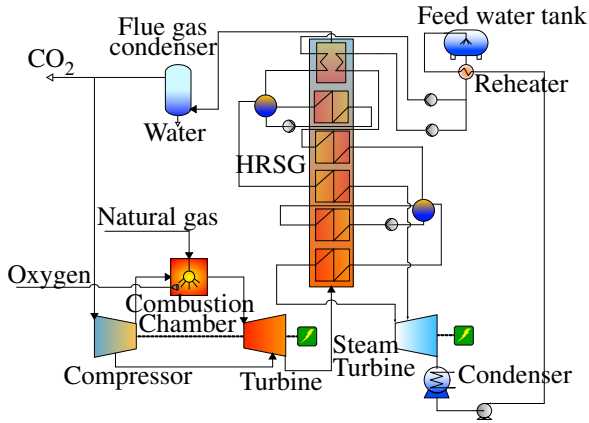 Flue gas
condenser
Feed water tank
CO2
Reheater
Water
HRSG
Natural gas
Oxygen
Combustion
Chamber
Steam
Turbine
Compressor
Turbine
Condenser